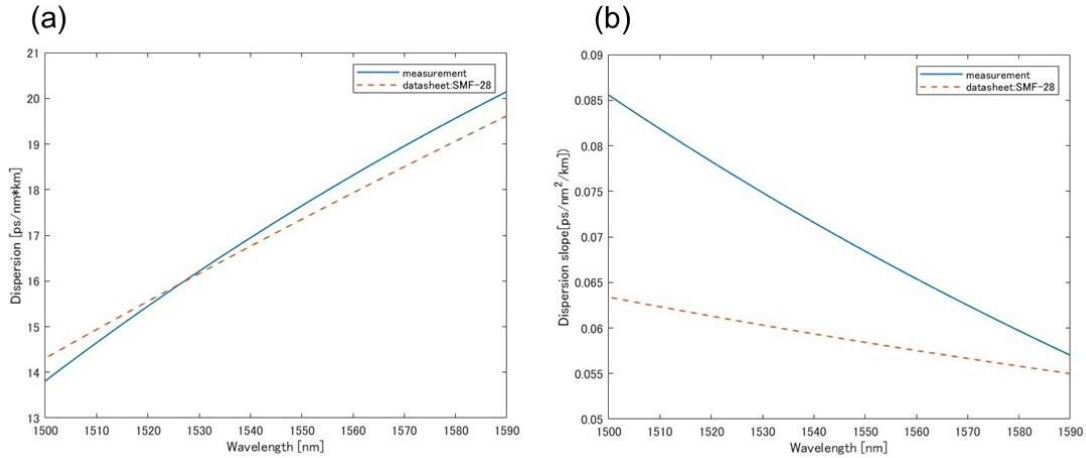 (a)
21
20
19
18
17
16
15
14
13
Dispersion [ps/nm*km]
measurement
datasheet:SMF-28
1500 1510 1520 1530 1540 1550 1560 1570 1580 1590
Wavelength [nm]
(b)
0.09
0.085
0.08
0.075
0.07
0.065
0.06
0.055
0.05
Dispersion slope[ps/nm²/km])
measurement
datasheet:SMF-28
1500 1510 1520 1530 1540 1550 1560 1570 1580 1590
Wavelength [nm]